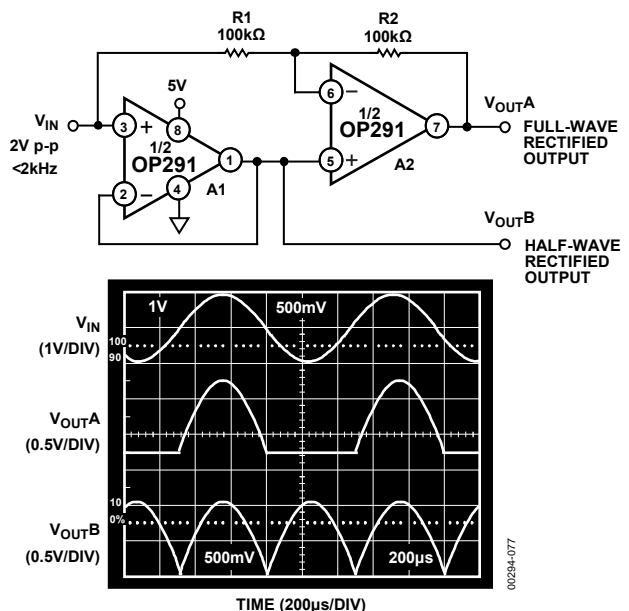 R1
100kΩ
R2
100kΩ
5V
VIN
2V p-p
<2kHz
3
+
8
1/2
OP291
1
2
−
4
A1
6
−
1/2
OP291
7
5
+
A2
VOUTA
FULL-WAVE
RECTIFIED
OUTPUT
VOUTB
HALF-WAVE
RECTIFIED
OUTPUT
1V
500mV
VIN
(1V/DIV)
100
90
VOUTA
(0.5V/DIV)
10
0%
VOUTB
(0.5V/DIV)
500mV
200µs
TIME (200µs/DIV)
00294-077